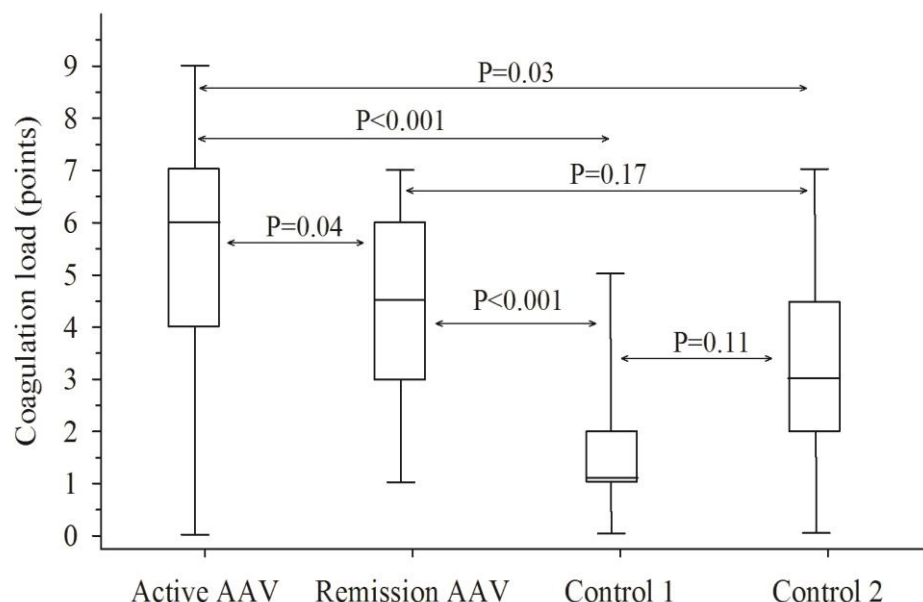 Coagulation load (points)
9
8
7
6
5
4
3
2
1
0
P=0.03
P<0.001
P=0.17
P=0.04
P<0.001
P=0.11
Active AAV
Remission AAV
Control 1
Control 2